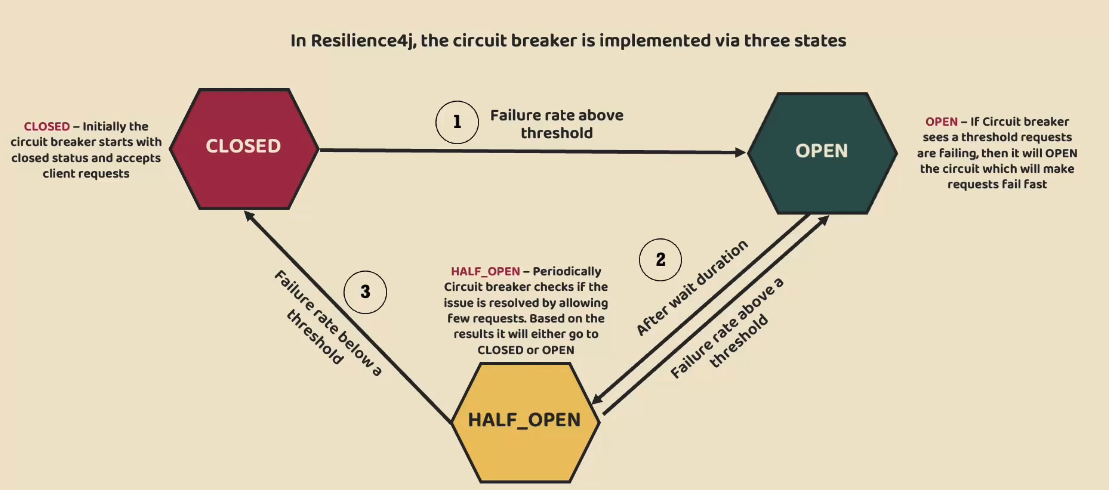 In Resilience4j, the circuit breaker is implemented via three states
CLOSED – Initially the
circuit breaker starts with
closed status and accepts
client requests
CLOSED
1
Failure rate above
threshold
OPEN
OPEN – If Circuit breaker
sees a threshold requests
are failing, then it will OPEN
the circuit which will make
requests fail fast
3
Failure rate below a
threshold
HALF_OPEN – Periodically
Circuit breaker checks if the
issue is resolved by allowing
few requests. Based on the
results it will either go to
CLOSED or OPEN
2
After wait duration
Failure rate above a
threshold
HALF_OPEN